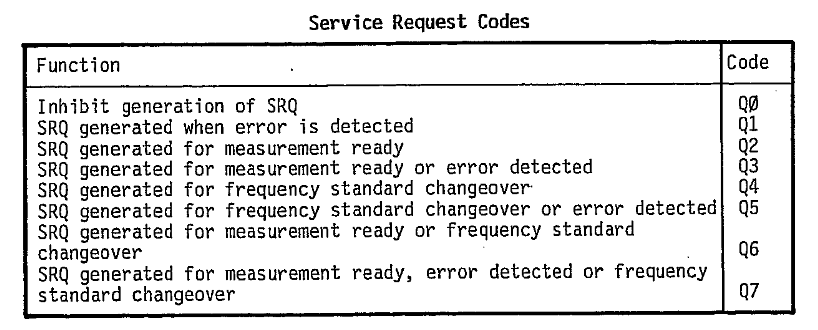 Service Request Codes
Function Code
Inhibit generation of SRQ QØ
SRQ generated when error is detected Q1
SRQ generated for measurement ready Q2
SRQ generated for measurement ready or error detected Q3
SRQ generated for frequency standard changeover Q4
SRQ generated for frequency standard changeover or error detected Q5
SRQ generated for measurement ready or frequency standard
changeover Q6
SRQ generated for measurement ready, error detected or frequency
standard changeover Q7